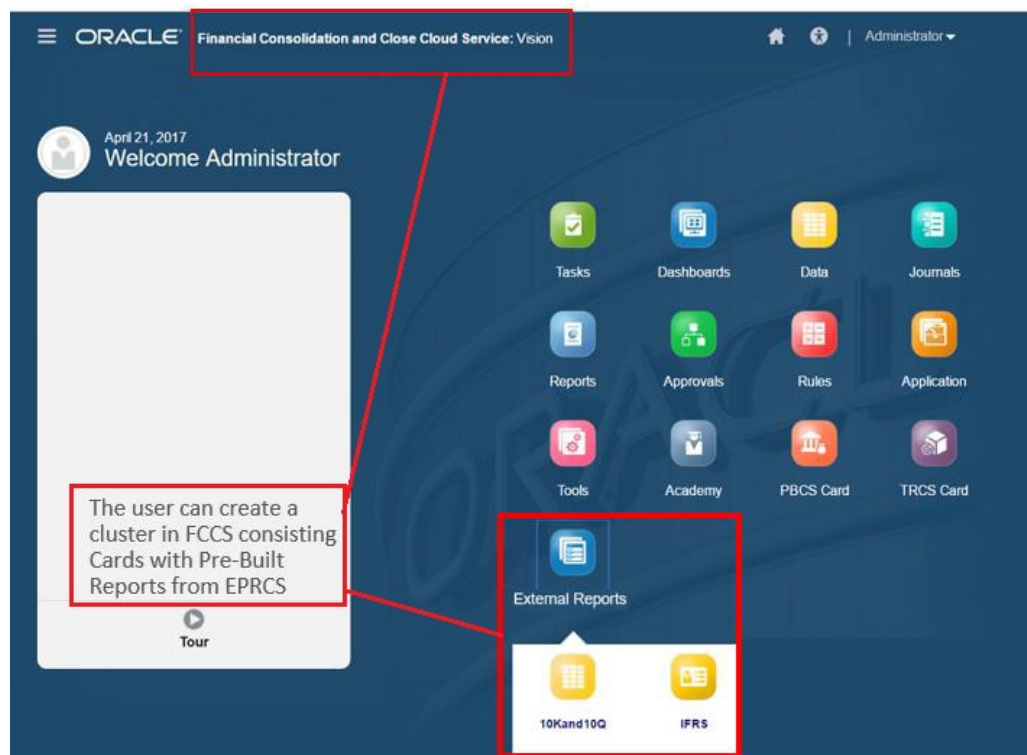 ORACLE® Financial Consolidation and Close Cloud Service: Vision | Administrator
April 21, 2017
Welcome Administrator
Tasks Dashboards Data Journals
Reports Approvals Rules Application
Tools Academy PBCS Card TRCS Card
The user can create a
cluster in FCCS consisting
Cards with Pre-Built
Reports from EPRCS
External Reports
Tour
10Kand10Q IFRS
ORACLE